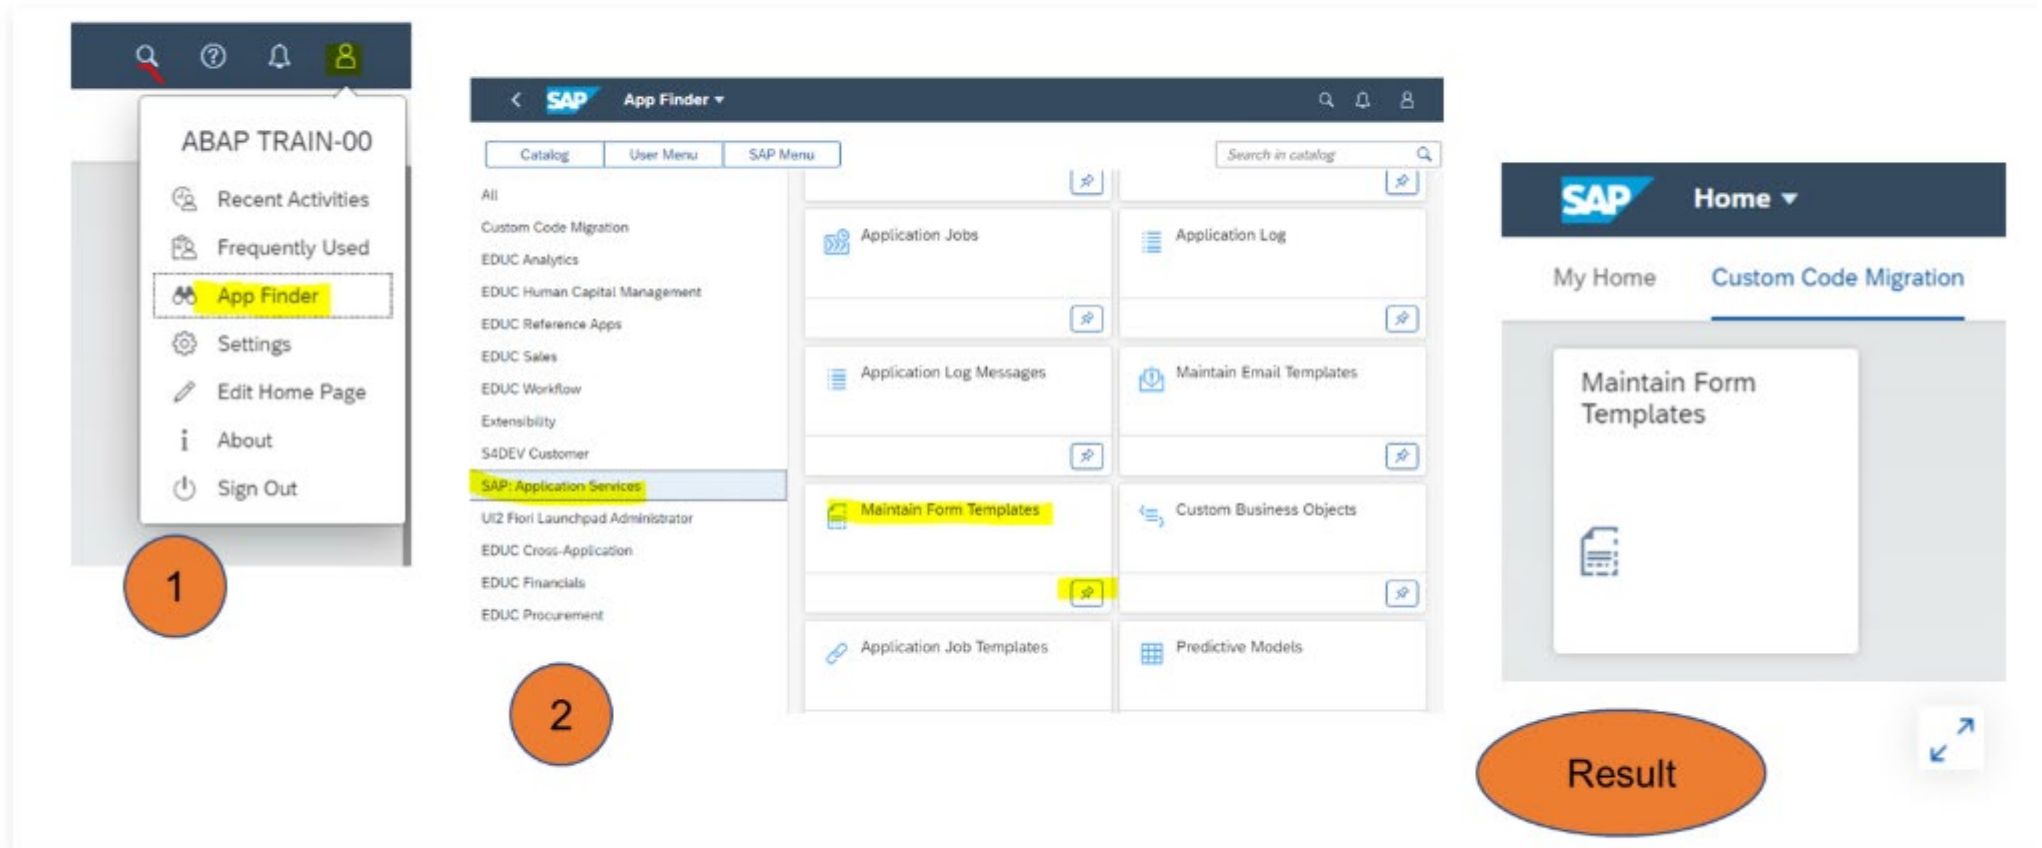 ABAP TRAIN-00
Recent Activities
Frequently Used
App Finder
Settings
Edit Home Page
About
Sign Out
1
SAP App Finder
Catalog User Menu SAP Menu Search in catalog
All
Custom Code Migration
EDUC Analytics
EDUC Human Capital Management
EDUC Reference Apps
EDUC Sales
EDUC Workflow
Extensibility
S4DEV Customer
SAP: Application Services
UI2 Fiori Launchpad Administrator
EDUC Cross-Application
EDUC Financials
EDUC Procurement
Application Jobs
Application Log
Application Log Messages
Maintain Email Templates
Maintain Form Templates
Custom Business Objects
Application Job Templates
Predictive Models
2
SAP Home
My Home Custom Code Migration
Maintain Form
Templates
Result